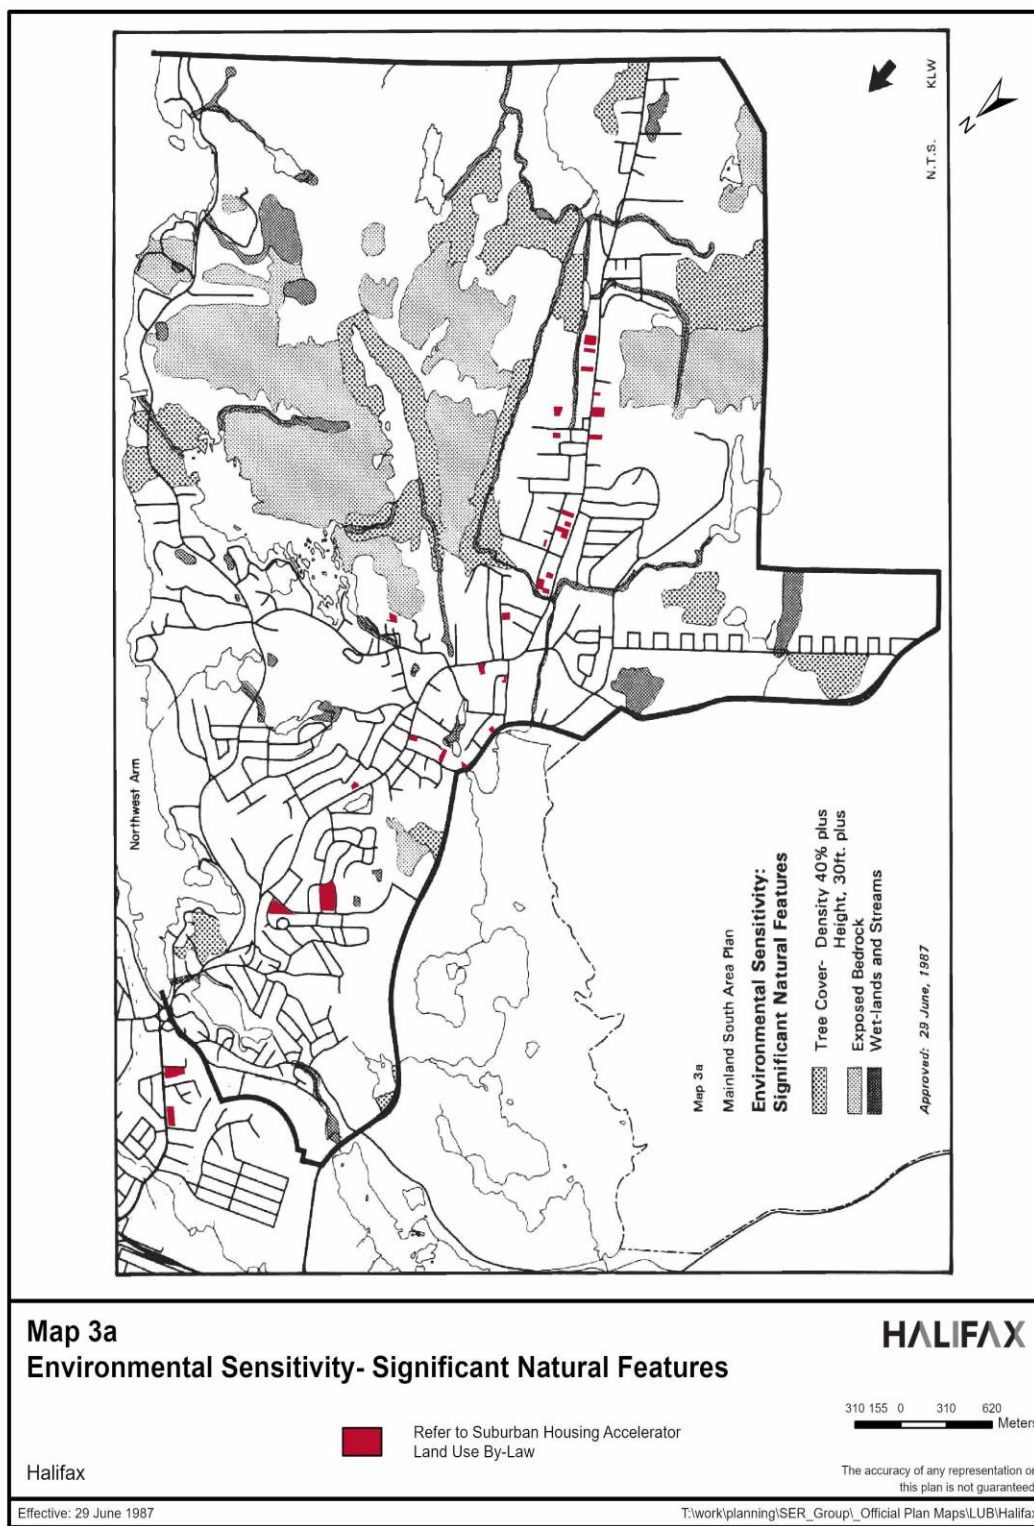 KLW
N.T.S.
N
Northwest Arm
Map 3a
Mainland South Area Plan
Environmental Sensitivity:
Significant Natural Features
Tree Cover- Density 40% plus
Height, 30ft. plus
Exposed Bedrock
Wet-lands and Streams
Approved: 29 June, 1987
Map 3a
Environmental Sensitivity- Significant Natural Features
HALIFAX
310 155 0 310 620
Meters
Refer to Suburban Housing Accelerator
Land Use By-Law
Halifax
The accuracy of any representation on
this plan is not guaranteed
Effective: 29 June 1987
T:\work\planning\SER_Group\_Official Plan Maps\LUB\Halifax